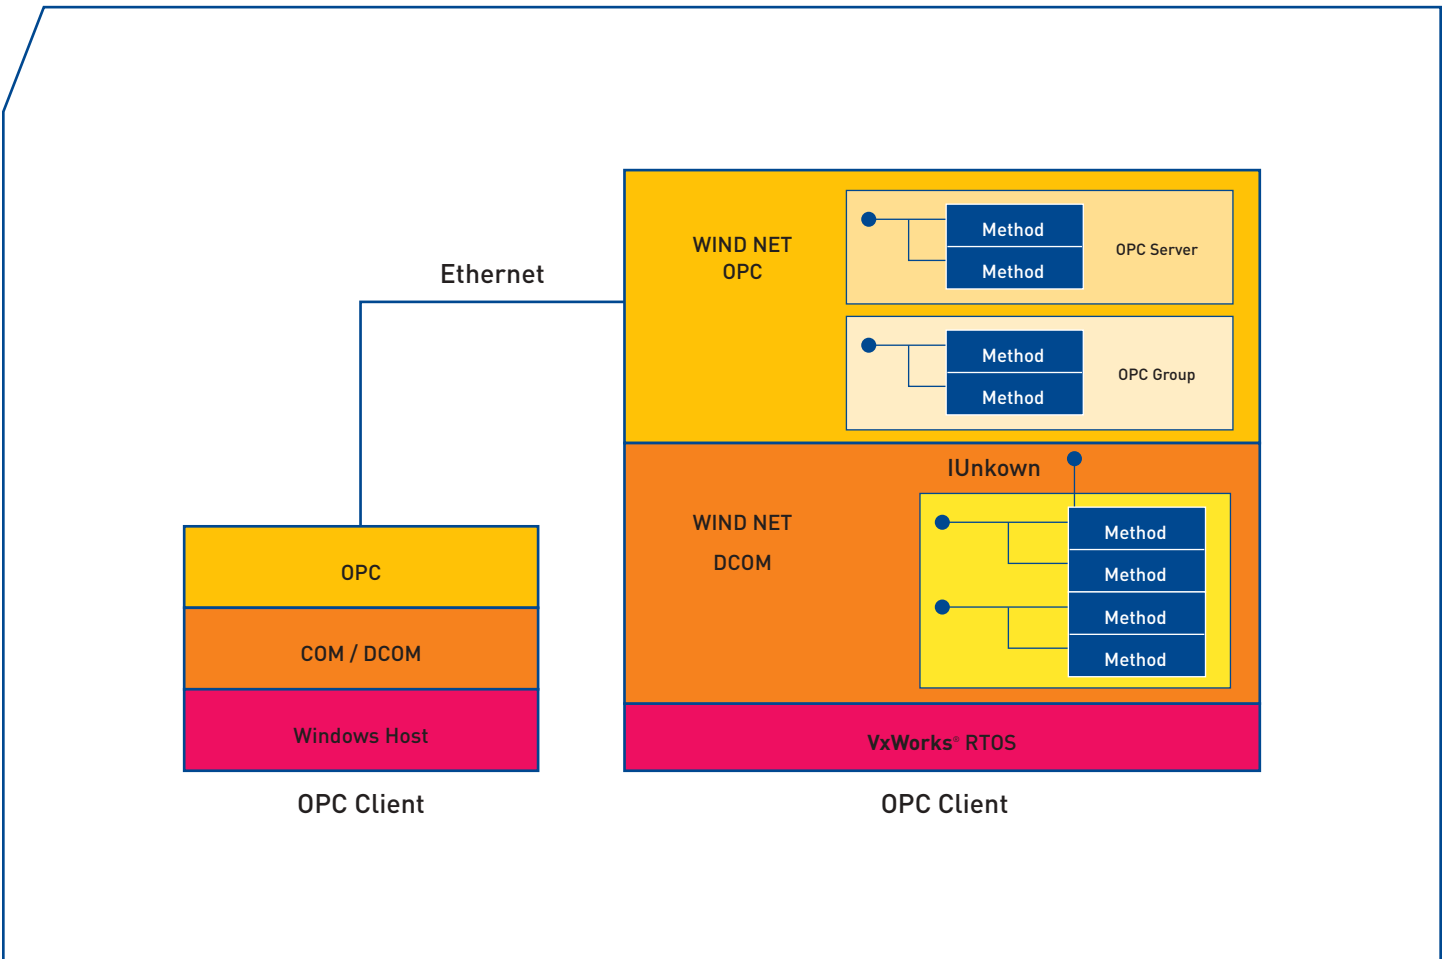 Ethernet
OPC
COM / DCOM
Windows Host
OPC Client
WIND NET
OPC
Method
Method
OPC Server
Method
Method
OPC Group
WIND NET
DCOM
IUnkown
Method
Method
Method
Method
VxWorks® RTOS
OPC Client